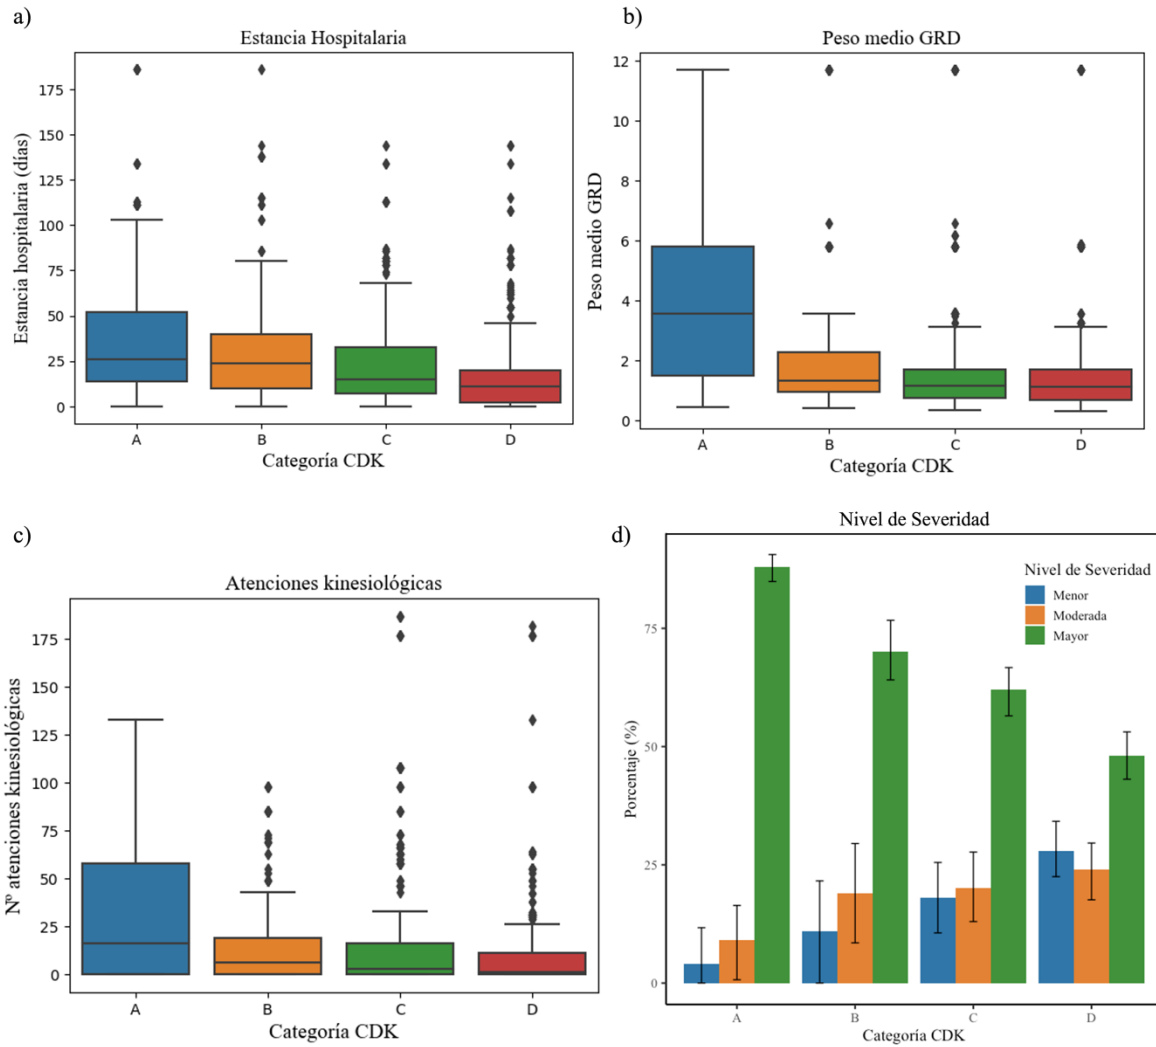 a)
Estancia Hospitalaria
Estancia hospitalaria (días)
175
150
125
100
75
50
25
0
A B C D
Categoría CDK
b)
Peso medio GRD
Peso medio GRD
12
10
8
6
4
2
0
A B C D
Categoría CDK
c)
Atenciones kinesiológicas
Nº atenciones kinesiológicas
175
150
125
100
75
50
25
0
A B C D
Categoría CDK
d)
Nivel de Severidad
Nivel de Severidad
Menor
Moderada
Mayor
Porcentaje (%)
75
50
25
0
A B C D
Categoría CDK